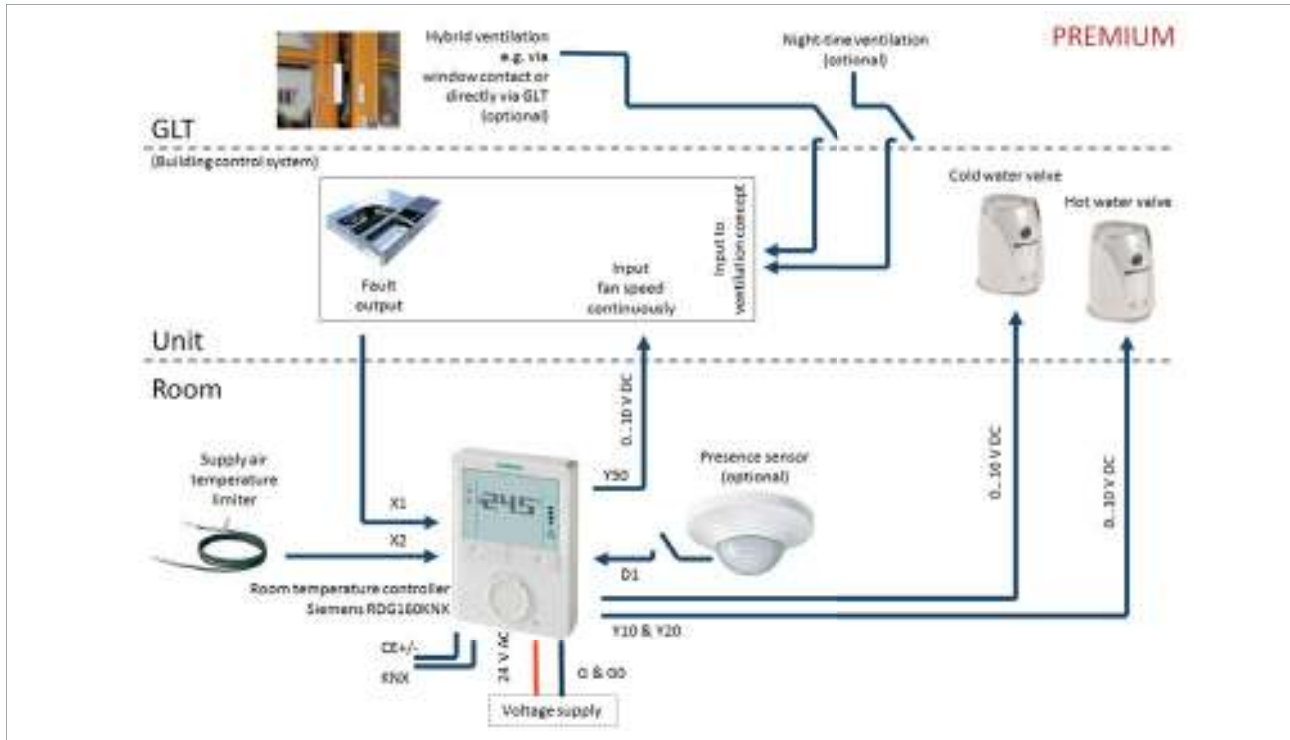 PREMIUM
Hybrid ventilation
e.g. via
window contact or
directly via GLT
(optional)
Night-time ventilation
(optional)
GLT
(Building control system)
Cold water valve
Hot water valve
Fault
output
Input
fan speed
continuously
Input to
ventilation concept
Unit
Room
0...10 V DC
0...10 V DC
0...10 V DC
Supply air
temperature
limiter
Y50
Presence sensor
(optional)
X1
X2
24.5
D1
Room temperature controller
Siemens RDG160KNX
Y10 & Y20
CE+/-
KNX
24 V AC
G & G0
Voltage supply